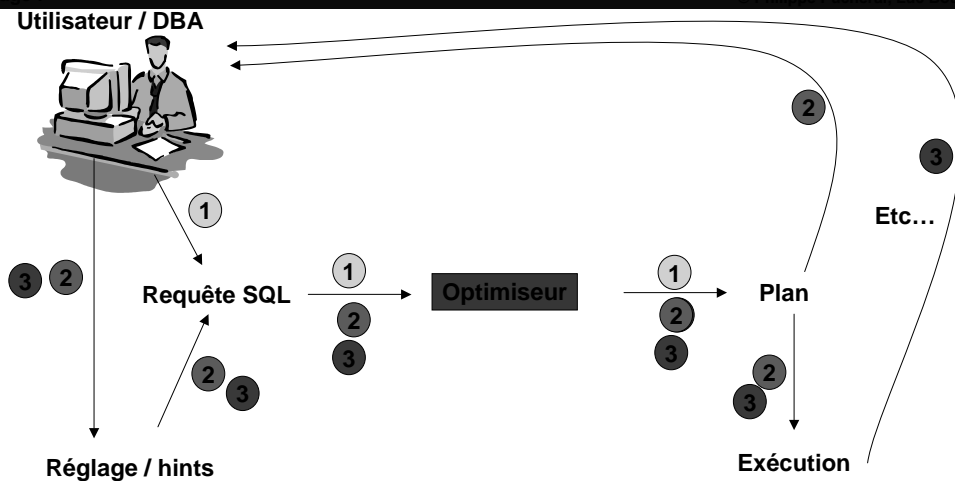 Utilisateur / DBA
2
3
1
Etc…
3 2
1
1
Requête SQL
Optimiseur
Plan
2
2
3
3
2
3
2
3
Réglage / hints
Exécution